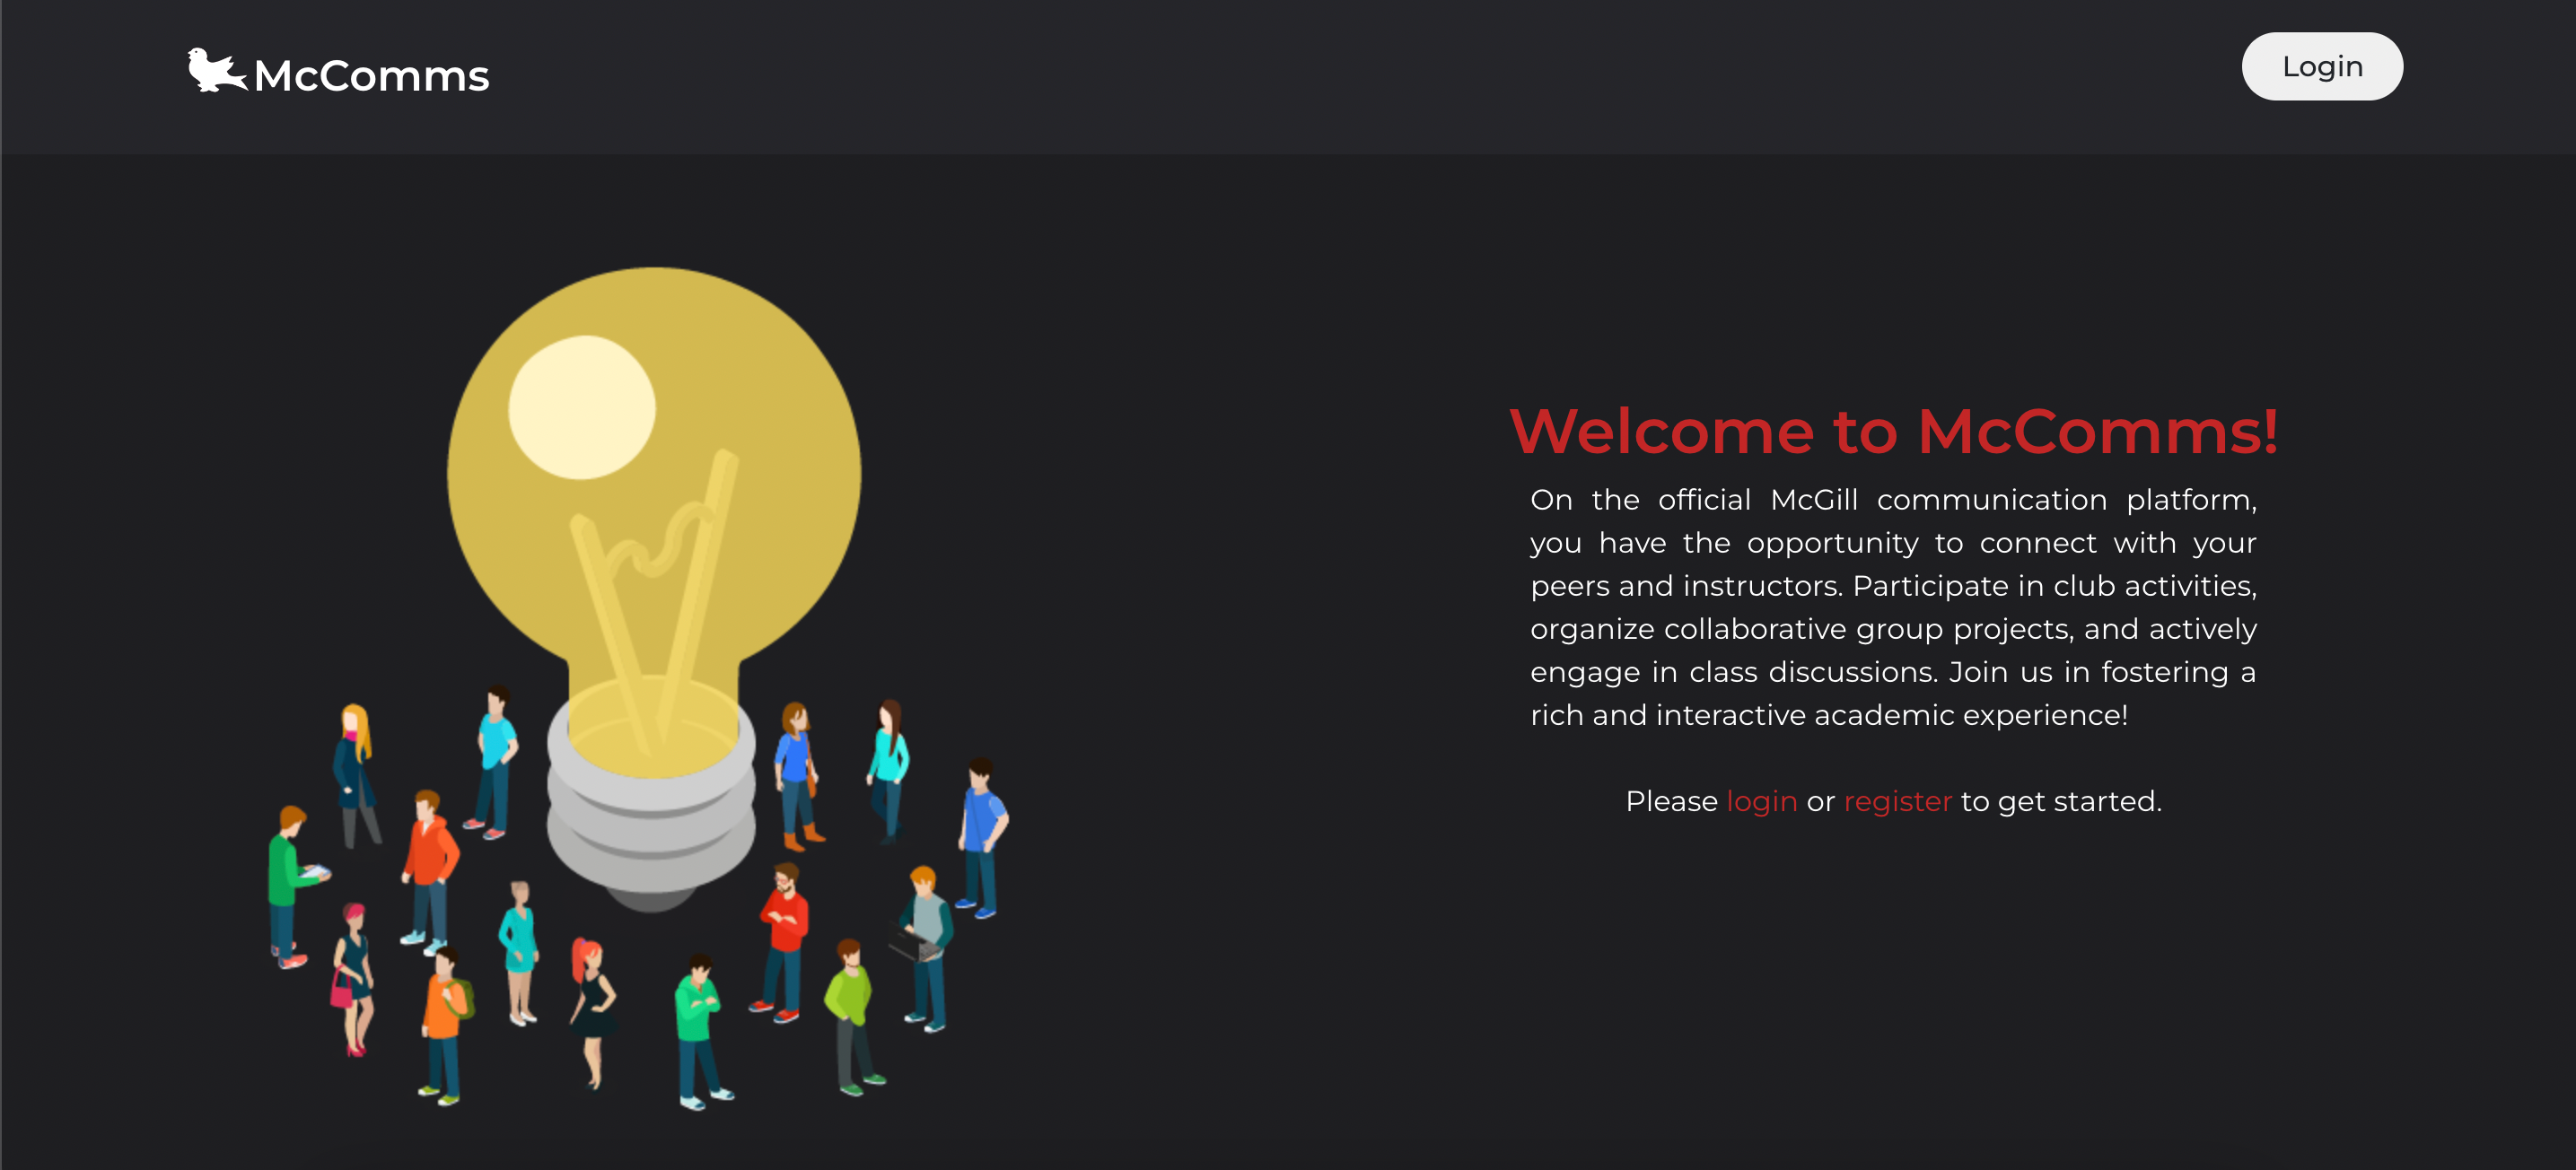 McComms
Login
Welcome to McComms!
On the official McGill communication platform,
you have the opportunity to connect with your
peers and instructors. Participate in club activities,
organize collaborative group projects, and actively
engage in class discussions. Join us in fostering a
rich and interactive academic experience!
Please login or register to get started.